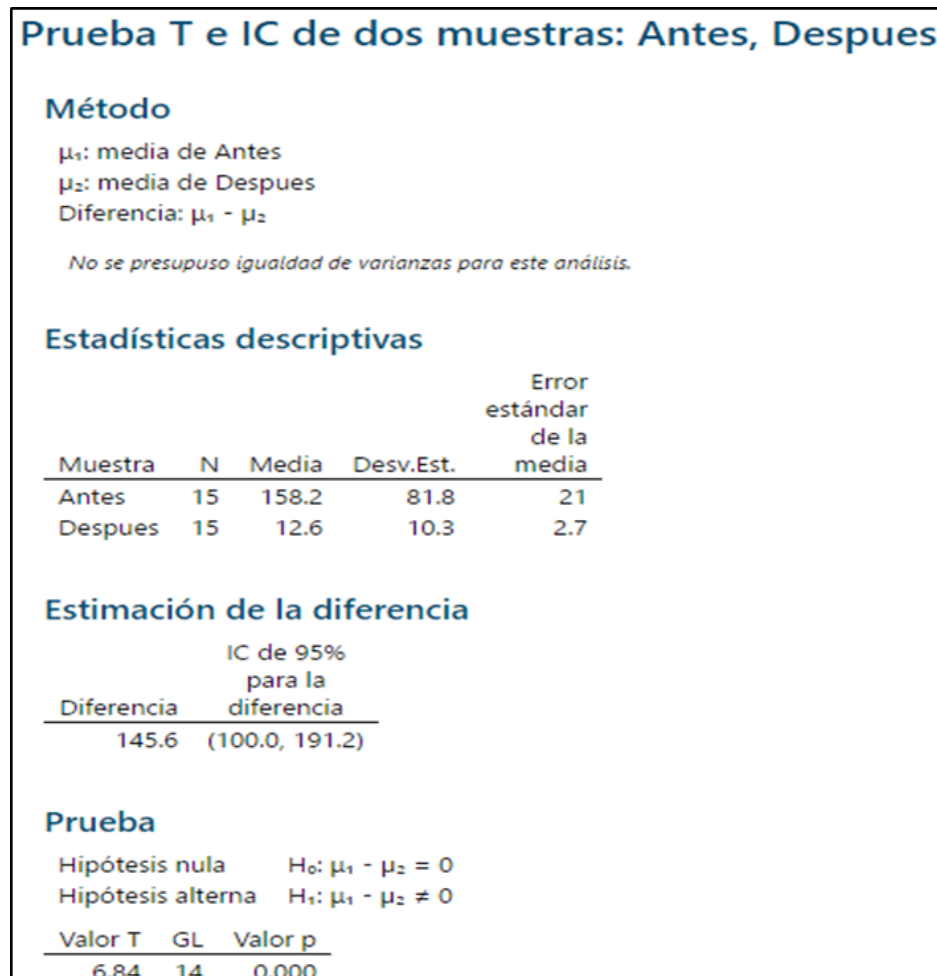 Prueba T e IC de dos muestras: Antes, Despues
Método
μ₁: media de Antes
μ₂: media de Despues
Diferencia: μ₁ - μ₂
No se presupuso igualdad de varianzas para este análisis.
Estadísticas descriptivas
Error
estándar
de la
Muestra N Media Desv.Est. media
Antes 15 158.2 81.8 21
Despues 15 12.6 10.3 2.7
Estimación de la diferencia
IC de 95%
para la
Diferencia diferencia
145.6 (100.0, 191.2)
Prueba
Hipótesis nula H₀: μ₁ - μ₂ = 0
Hipótesis alterna H₁: μ₁ - μ₂ ≠ 0
Valor T GL Valor p
6.84 14 0.000